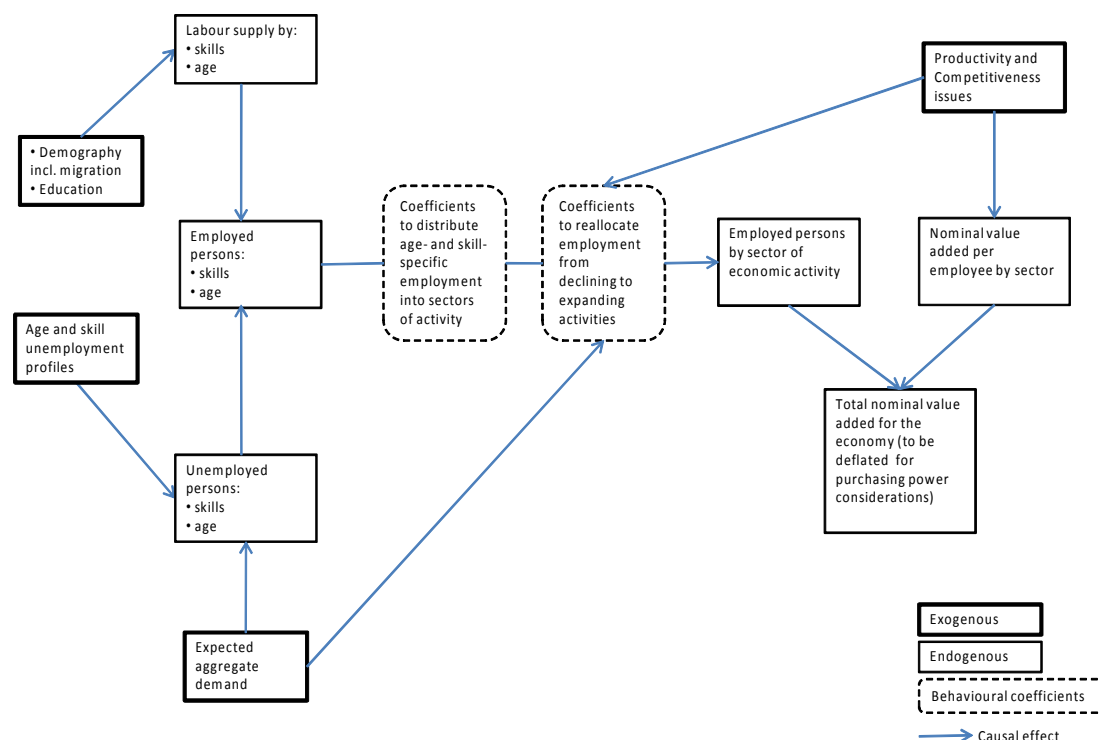 Labour supply by:
• skills
• age
Productivity and
Competitiveness
issues
• Demography
incl. migration
• Education
Employed
persons:
• skills
• age
Coefficients
to distribute
age- and skill-
specific
employment
into sectors
of activity
Coefficients
to reallocate
employment
from
declining to
expanding
activities
Employed persons
by sector of
economic activity
Nominal value
added per
employee by sector
Age and skill
unemployment
profiles
Total nominal value
added for the
economy (to be
deflated for
purchasing power
considerations)
Unemployed
persons:
• skills
• age
Expected
aggregate
demand
Exogenous
Endogenous
Behavioural coefficients
Causal effect